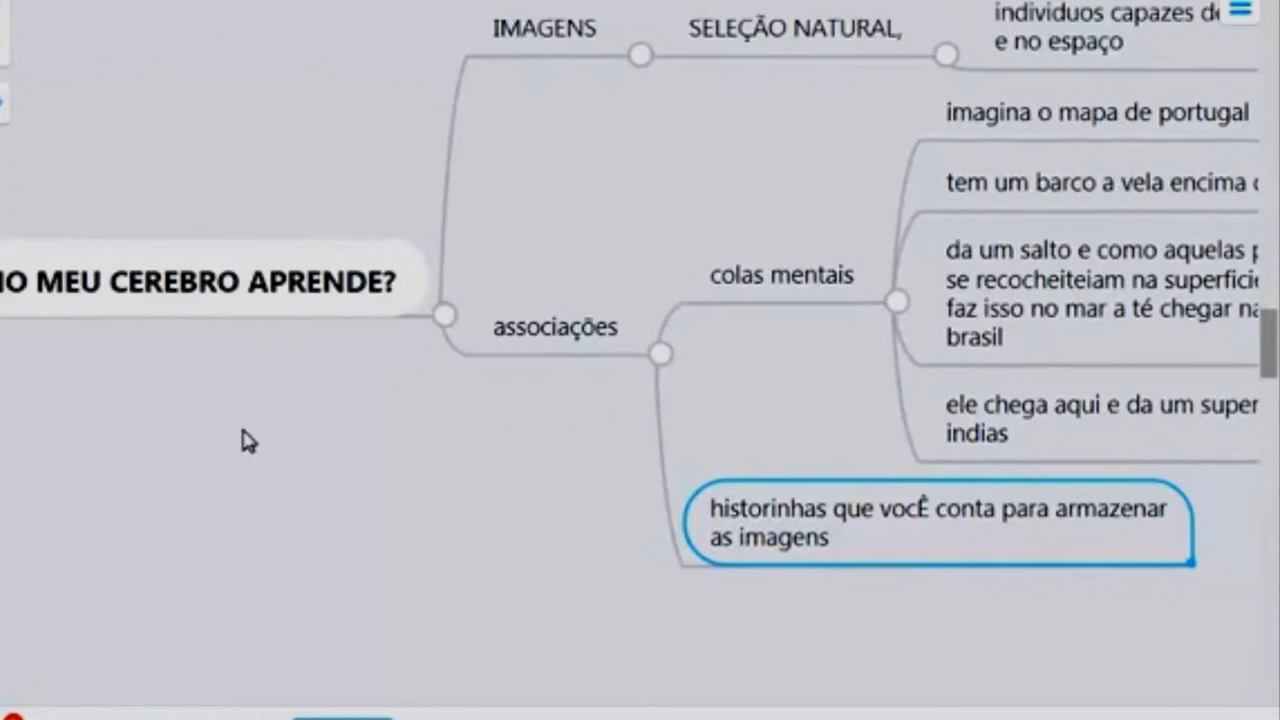 IMAGENS
SELEÇÃO NATURAL,
individuos capazes
e no espaço
imagina o mapa de portugal
tem um barco a vela encima
MEU CEREBRO APRENDE?
associações
colas mentais
da um salto e como aquelas
se recocheiteiam na
faz isso no mar a té chegar
brasil
ele chega aqui e da um
indias
historinhas que vocÊ conta para armazenar
as imagens